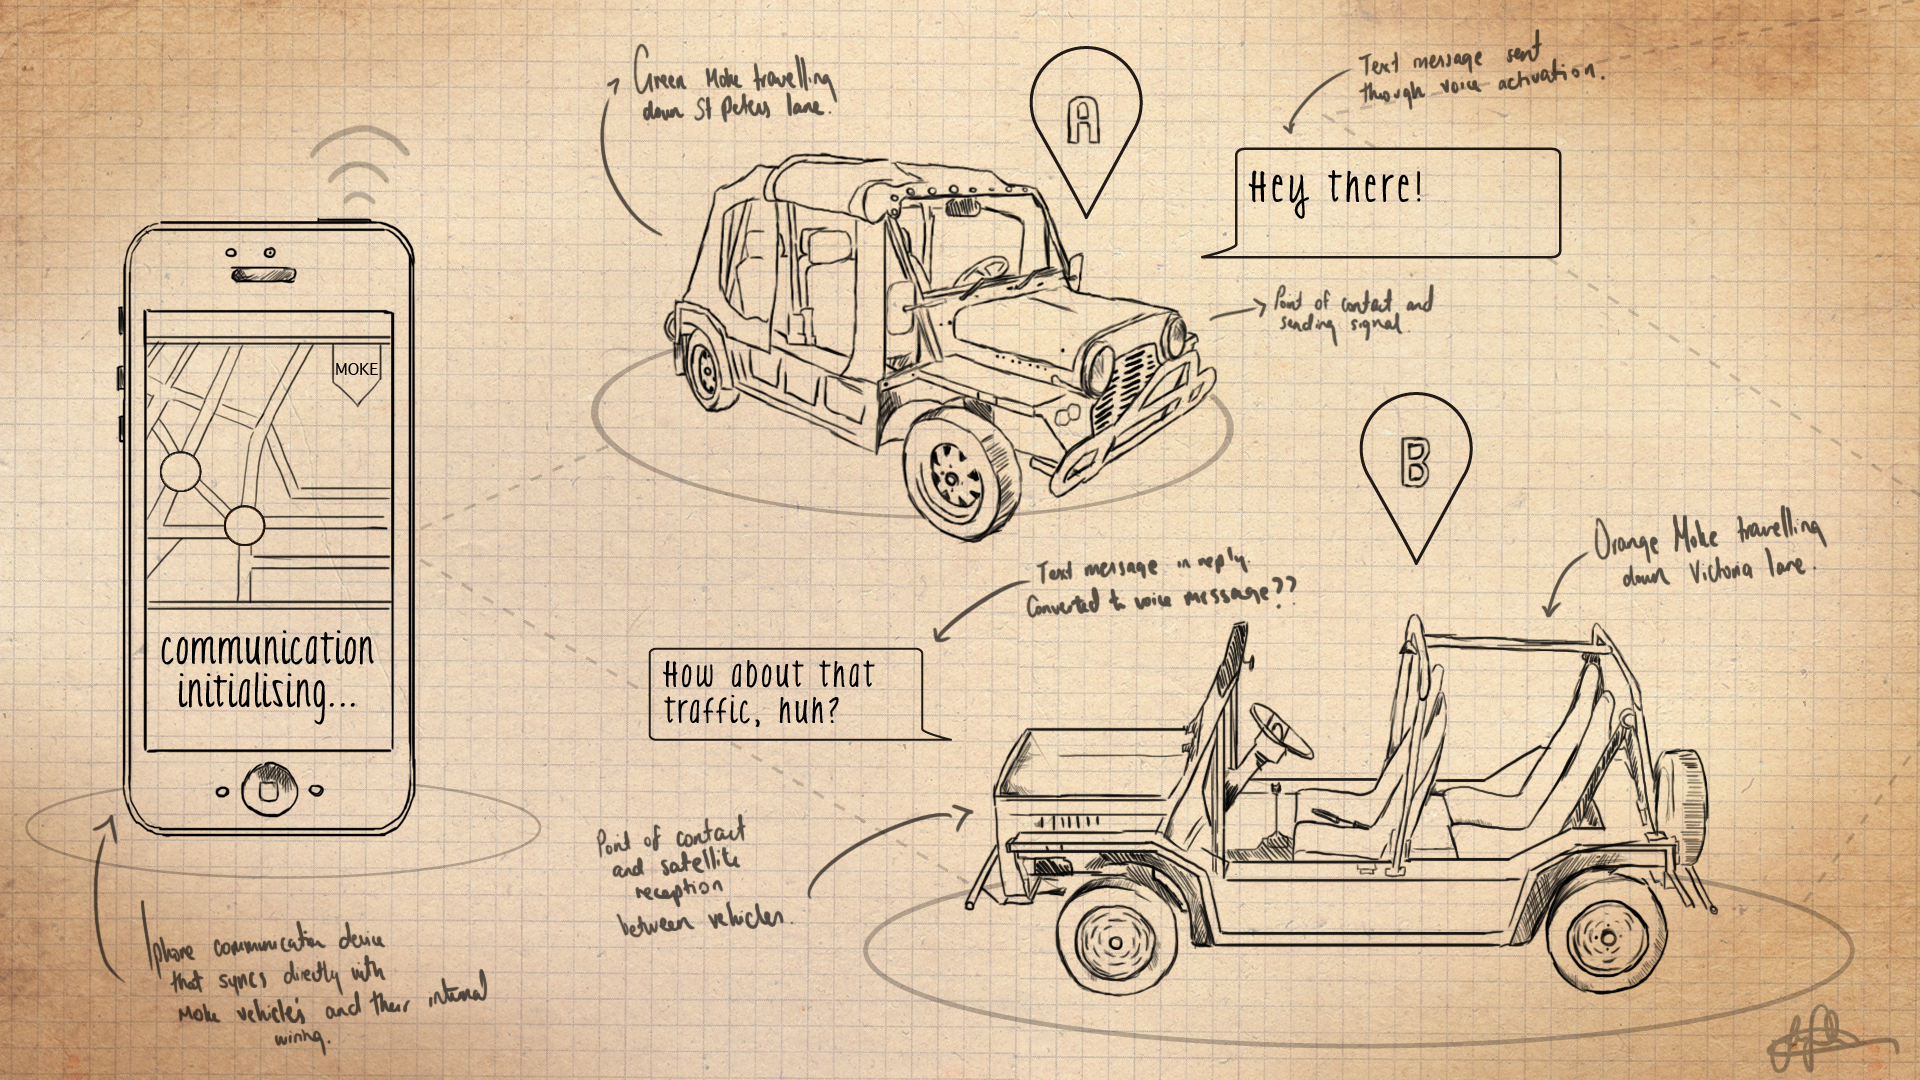 Green Moke travelling
down St Peters lane.
A
Text message sent
through voice activation.
Hey there!
Point of contact and
sending signal.
MOKE
communication
initialising...
B
Orange Moke travelling
down Victoria lane.
Text message in reply.
Converted to voice message??
How about that
traffic, huh?
Point of contact
and satellite
reception
between vehicles.
Iphone communication device
that syncs directly with
Moke vehicles and their internal
wiring.